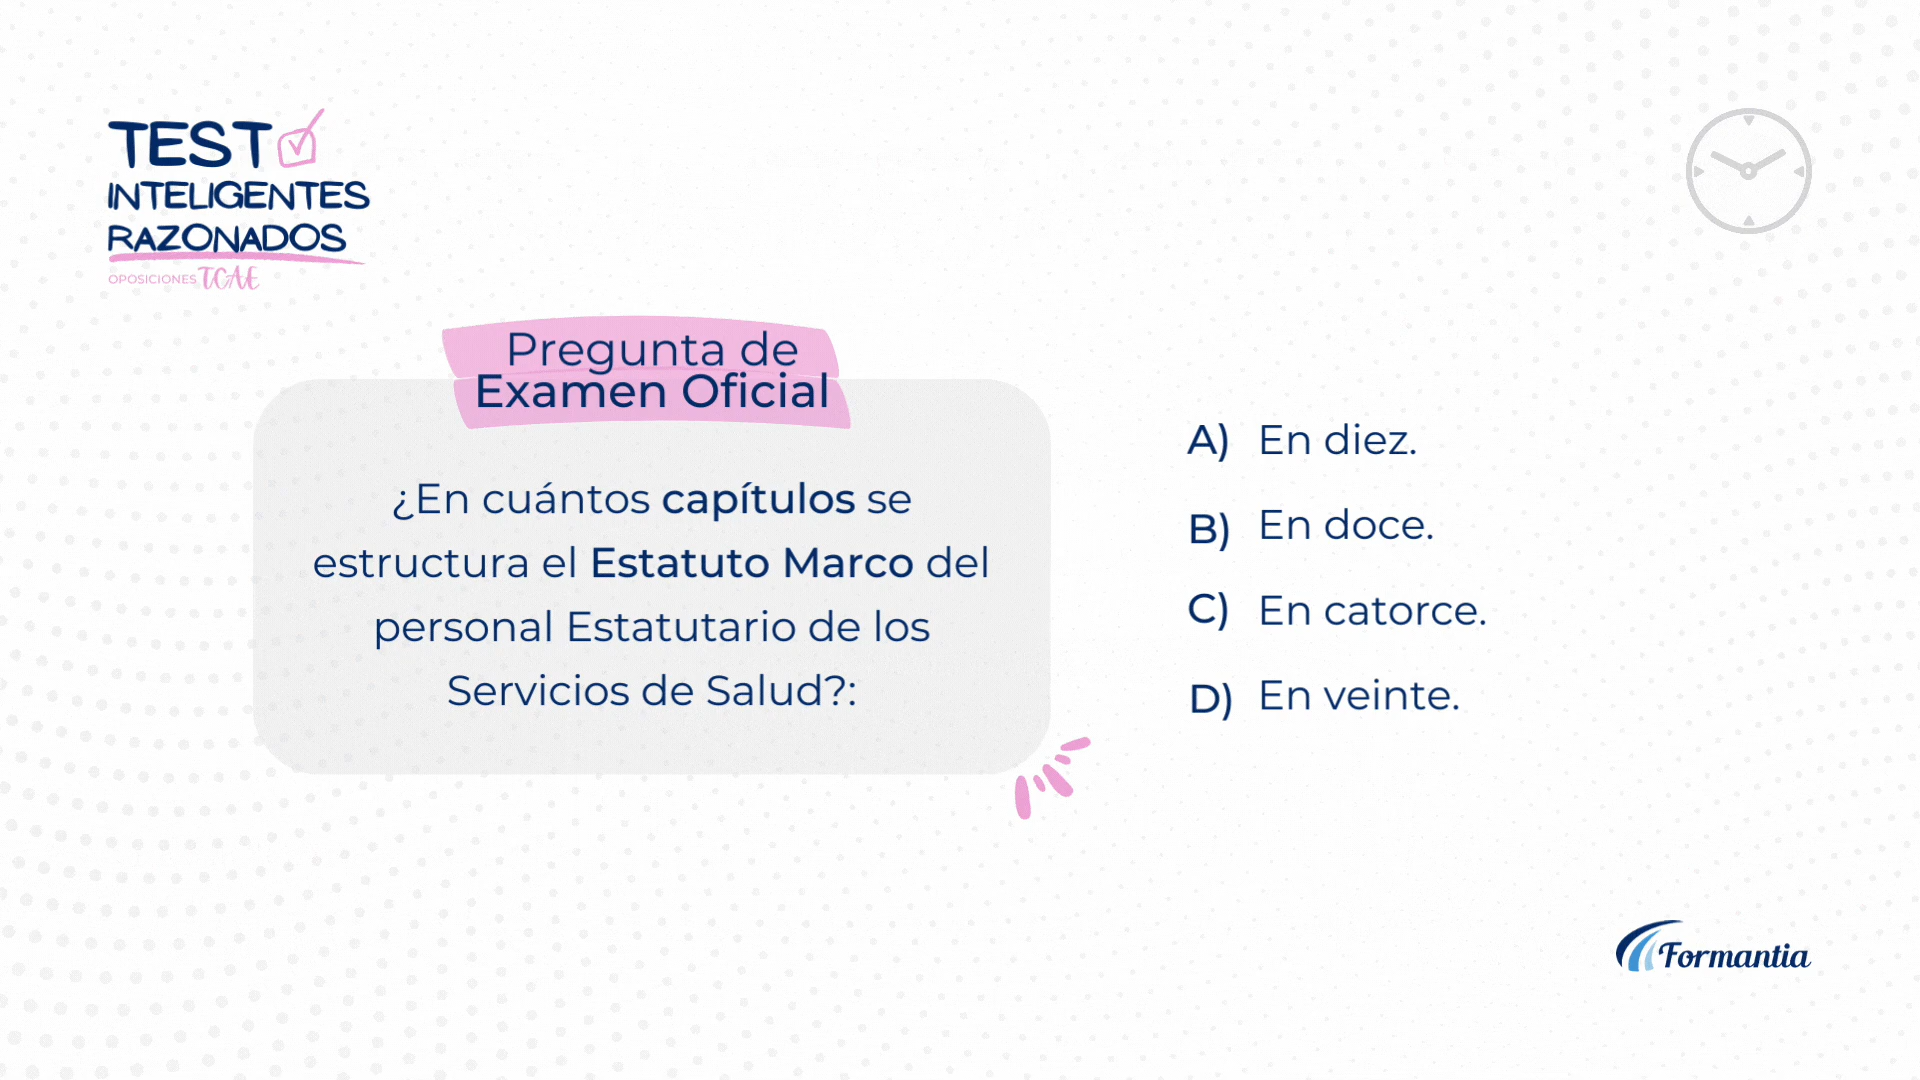 TEST
INTELIGENTES
RAZONADOS
OPOSICIONES TCAE
Pregunta de
Examen Oficial
¿En cuántos capítulos se
estructura el Estatuto Marco del
personal Estatutario de los
Servicios de Salud?:
A) En diez.
B) En doce.
C) En catorce.
D) En veinte.
Formantia